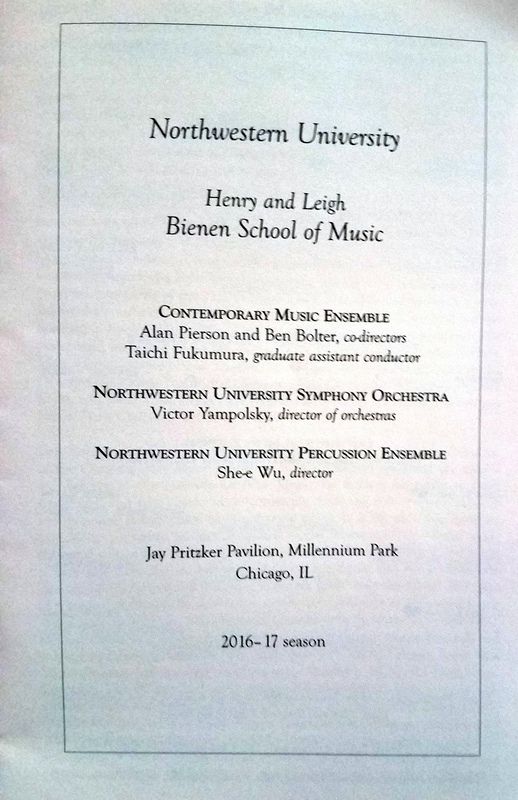 Northwestern University
Henry and Leigh
Bienen School of Music
Contemporary Music Ensemble
Alan Pierson and Ben Bolter, co-directors
Taichi Fukumura, graduate assistant conductor
Northwestern University Symphony Orchestra
Victor Yampolsky, director of orchestras
Northwestern University Percussion Ensemble
She-e Wu, director
Jay Pritzker Pavilion, Millennium Park
Chicago, IL
2016–17 season